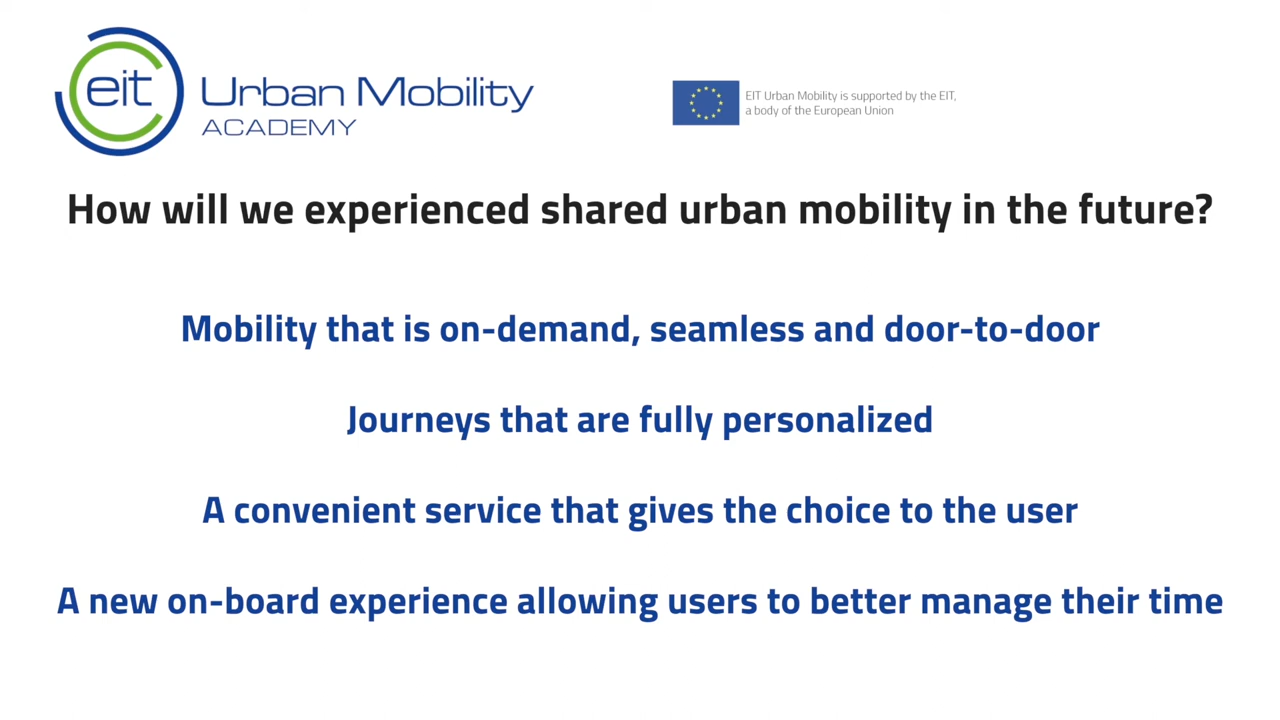 eit Urban Mobility
ACADEMY
EIT Urban Mobility is supported by the EIT,
a body of the European Union
How will we experienced shared urban mobility in the future?
Mobility that is on-demand, seamless and door-to-door
Journeys that are fully personalized
A convenient service that gives the choice to the user
A new on-board experience allowing users to better manage their time